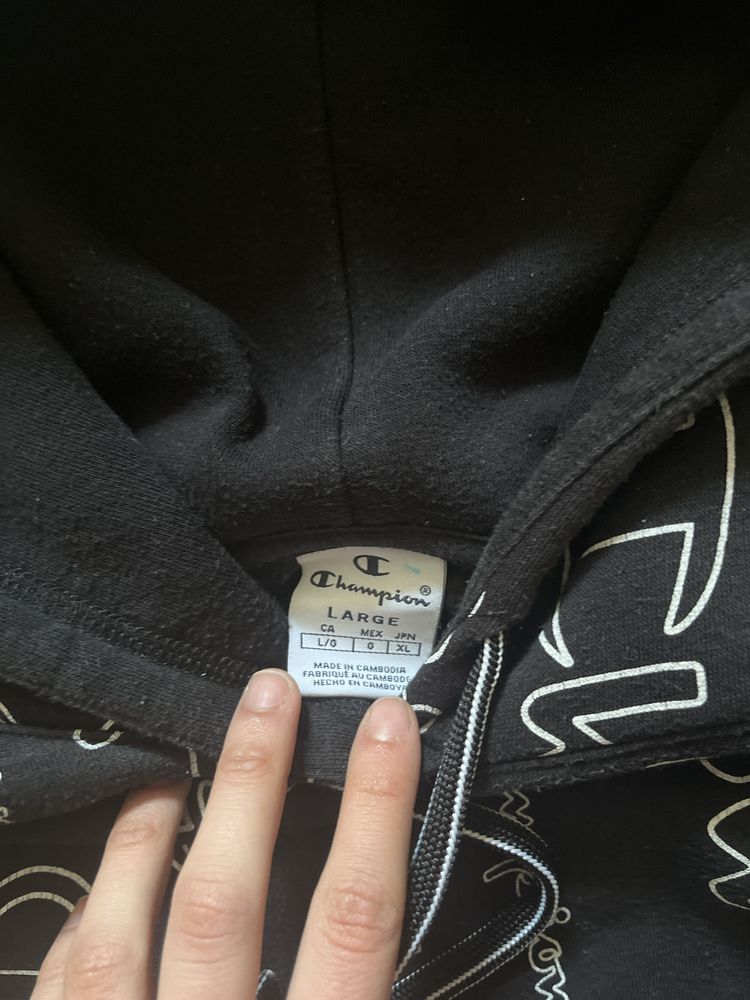 Champion®
LARGE
CA MEX JPN
L/G G XL
MADE IN CAMBODIA
FABRIQUÉ AU CAMBODGE
HECHO EN CAMBOYA